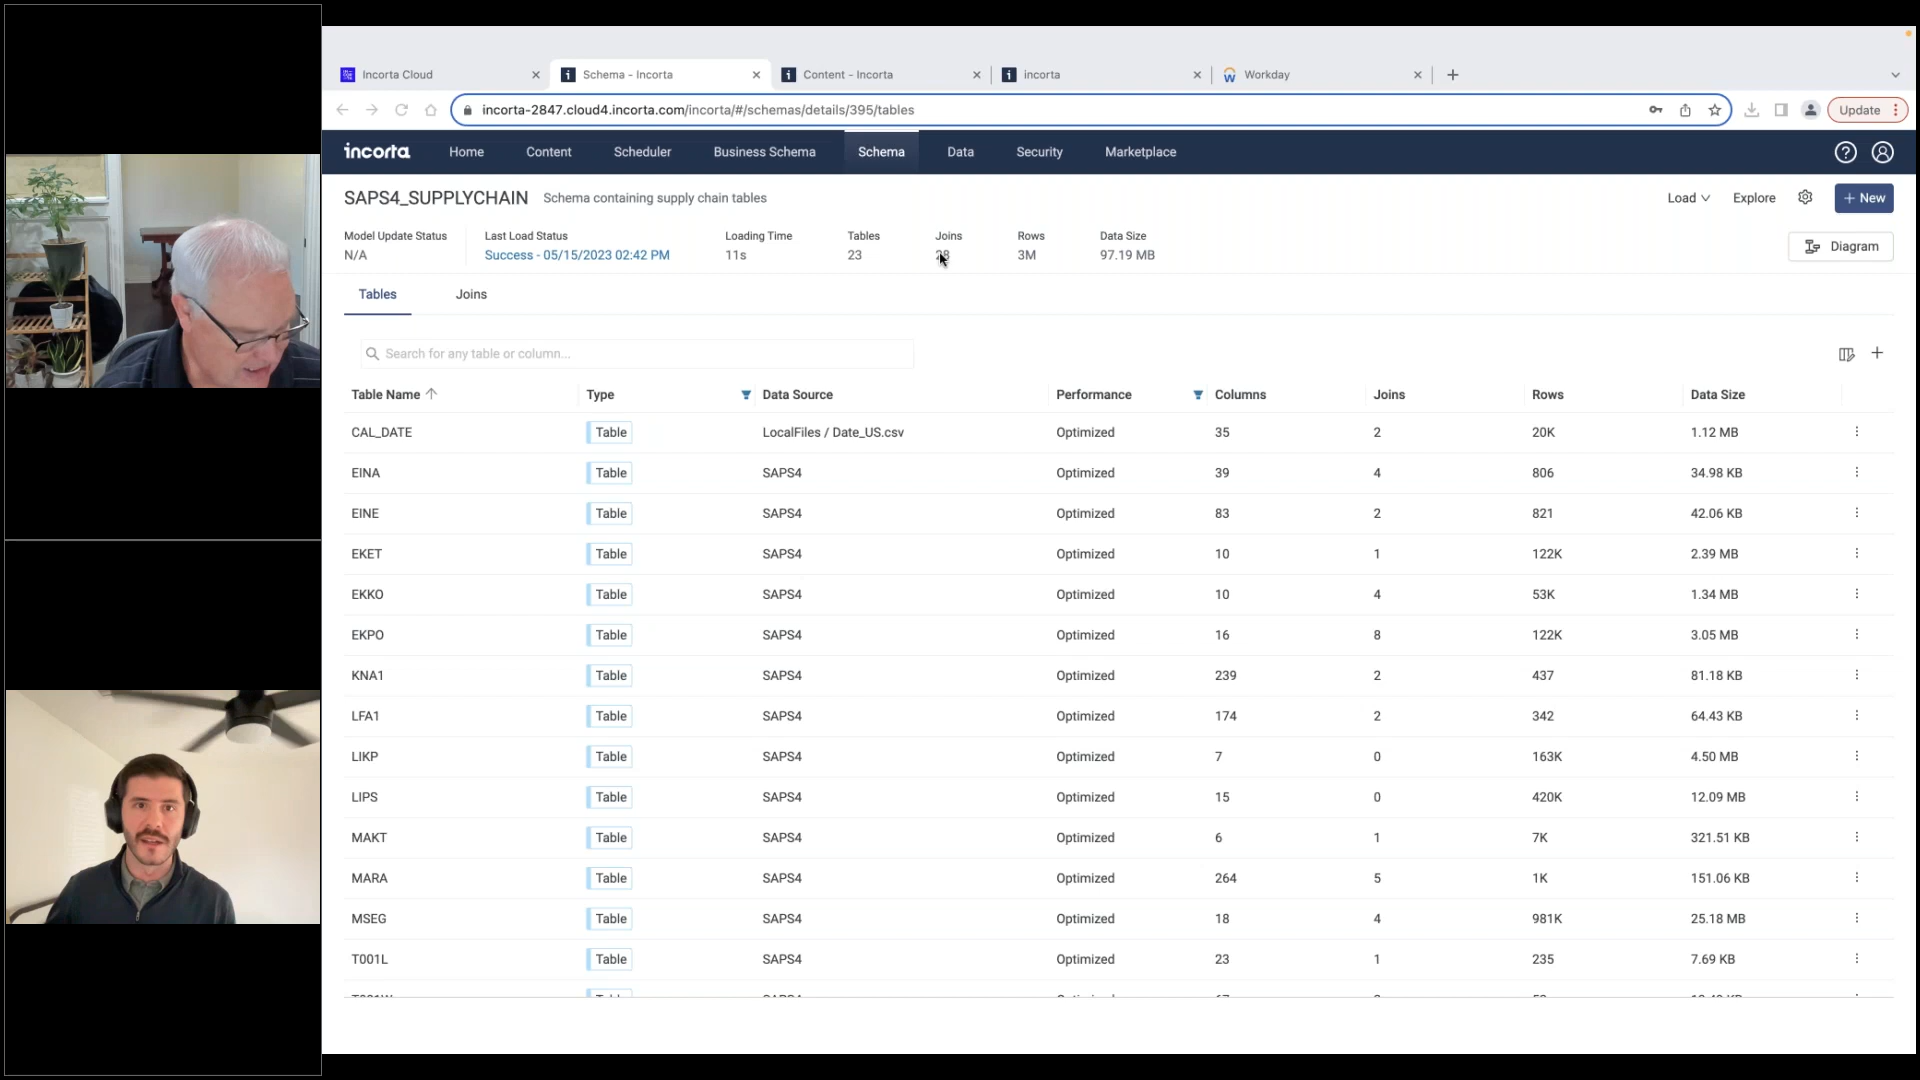 Incorta Cloud
Schema - Incorta
Content - Incorta
incorta
Workday
incorta-2847.cloud4.incorta.com/incorta/#/schemas/details/395/tables
Update
incorta Home Content Scheduler Business Schema Schema Data Security Marketplace
SAPS4_SUPPLYCHAIN Schema containing supply chain tables Load Explore + New
Model Update Status Last Load Status Loading Time Tables Joins Rows Data Size
N/A Success - 05/15/2023 02:42 PM 11s 23 3M 97.19 MB
Diagram
Tables Joins
Search for any table or column...
Table Name Type Data Source Performance Columns Joins Rows Data Size
CAL_DATE Table LocalFiles / Date_US.csv Optimized 35 2 20K 1.12 MB
EINA Table SAPS4 Optimized 39 4 806 34.98 KB
EINE Table SAPS4 Optimized 83 2 821 42.06 KB
EKET Table SAPS4 Optimized 10 1 122K 2.39 MB
EKKO Table SAPS4 Optimized 10 4 53K 1.34 MB
EKPO Table SAPS4 Optimized 16 8 122K 3.05 MB
KNA1 Table SAPS4 Optimized 239 2 437 81.18 KB
LFA1 Table SAPS4 Optimized 174 2 342 64.43 KB
LIKP Table SAPS4 Optimized 7 0 163K 4.50 MB
LIPS Table SAPS4 Optimized 15 0 420K 12.09 MB
MAKT Table SAPS4 Optimized 6 1 7K 321.51 KB
MARA Table SAPS4 Optimized 264 5 1K 151.06 KB
MSEG Table SAPS4 Optimized 18 4 981K 25.18 MB
T001L Table SAPS4 Optimized 23 1 235 7.69 KB